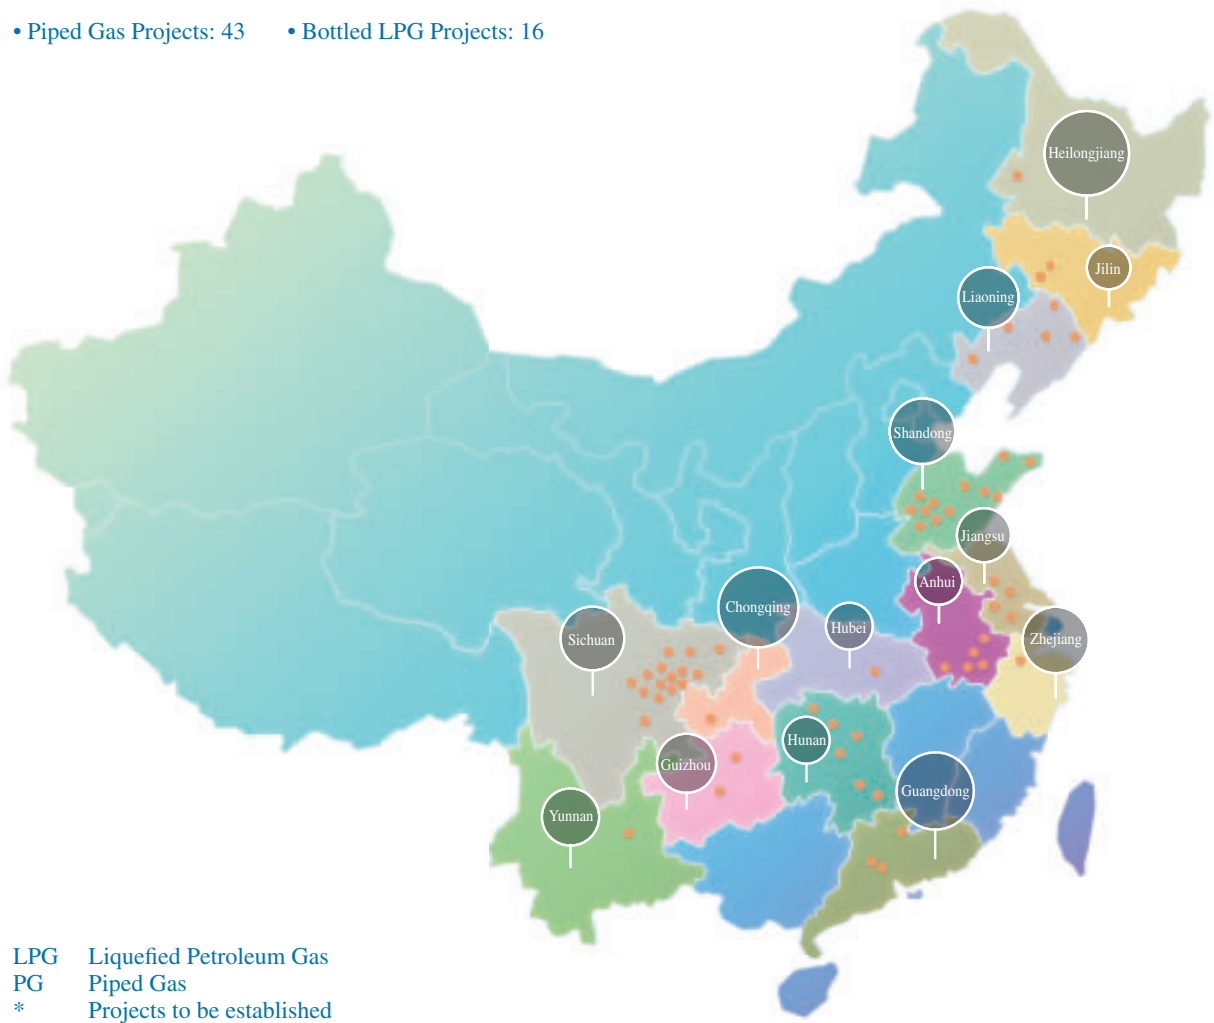 • Piped Gas Projects: 43 • Bottled LPG Projects: 16
Heilongjiang
Jilin
Liaoning
Shandong
Jiangsu
Anhui
Chongqing
Hubei
Sichuan
Zhejiang
Hunan
Guizhou
Guangdong
Yunnan
LPG Liquefied Petroleum Gas
PG Piped Gas
* Projects to be established